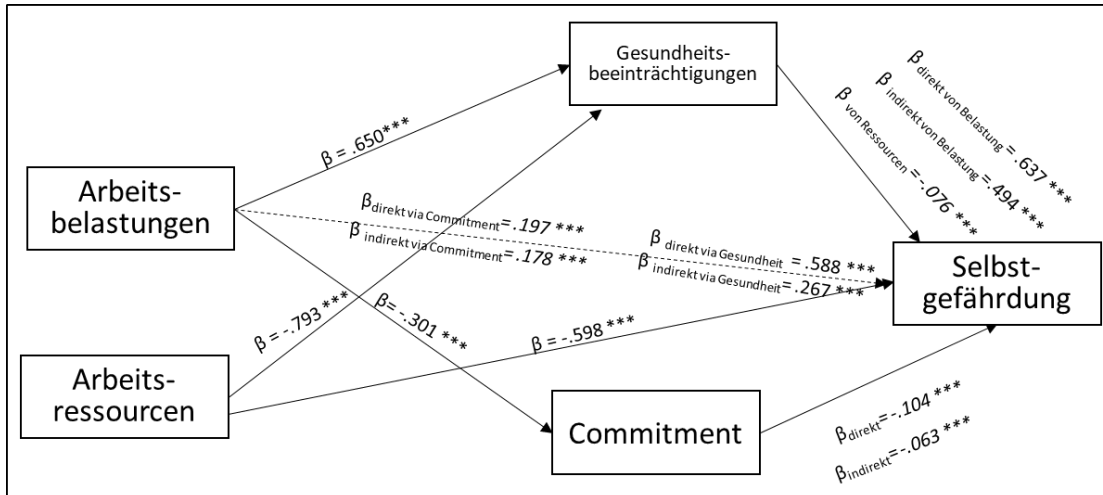 Gesundheits-
beeinträchtigungen
β direkt von Belastung = .637 ***
β indirekt von Belastung = .494 ***
β von Ressourcen = -.076 ***
β = .650 ***
Arbeits-
belastungen
β direkt via Commitment = .197 ***
β indirekt via Commitment = .178 ***
β direkt via Gesundheit = .588 ***
β indirekt via Gesundheit = .267 ***
Selbst-
gefährdung
β = -.793 ***
β= -.301 ***
β = -.598 ***
Arbeits-
ressourcen
Commitment
β direkt=-.104 ***
β indirekt=-.063 ***